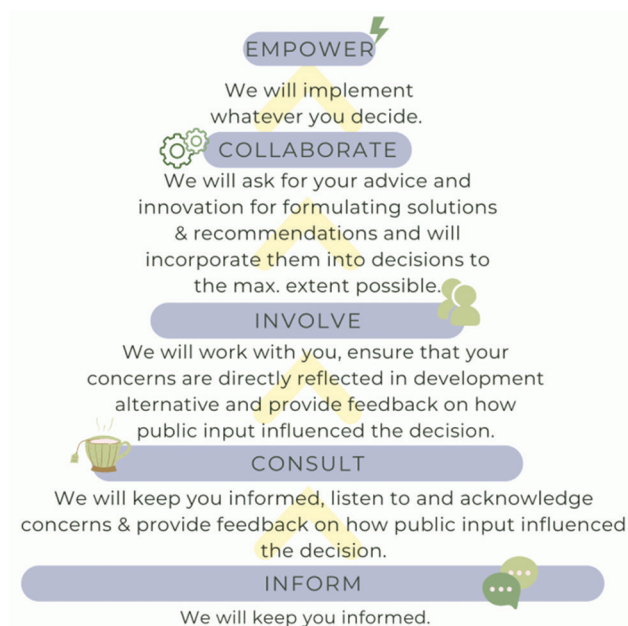 EMPOWER
We will implement
whatever you decide.
COLLABORATE
We will ask for your advice and
innovation for formulating solutions
& recommendations and will
incorporate them into decisions to
the max. extent possible.
INVOLVE
We will work with you, ensure that your
concerns are directly reflected in development
alternative and provide feedback on how
public input influenced the decision.
CONSULT
We will keep you informed, listen to and acknowledge
concerns & provide feedback on how public input influenced
the decision.
INFORM
We will keep you informed.